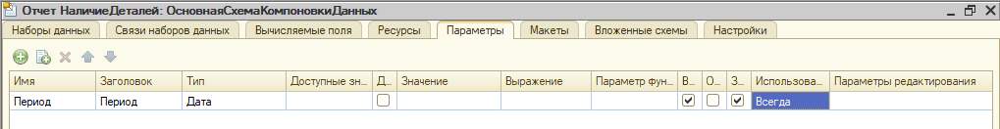 Отчет НаличиеДеталей: ОсновнаяСхемаКомпоновкиДанных
Наборы данных Связи наборов данных Вычисляемые поля Ресурсы Параметры Макеты Вложенные схемы Настройки
Имя Заголовок Тип Доступные зн... Д... Значение Выражение Параметр фун... В... О... З... Использова... Параметры редактирования
Период Период Дата Всегда